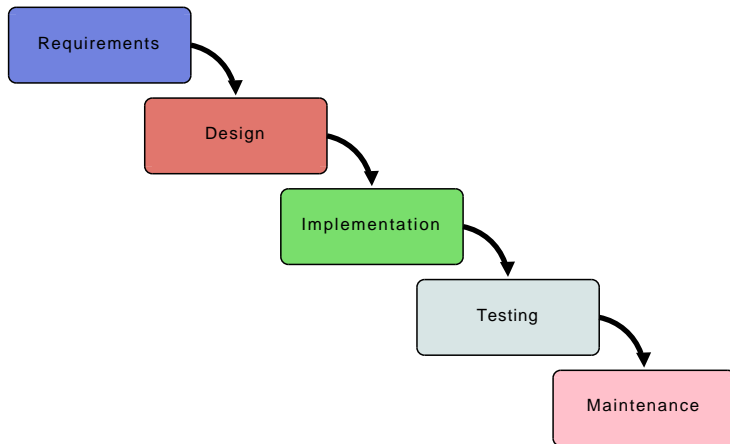 Requirements
Design
Implementation
Testing
Maintenance